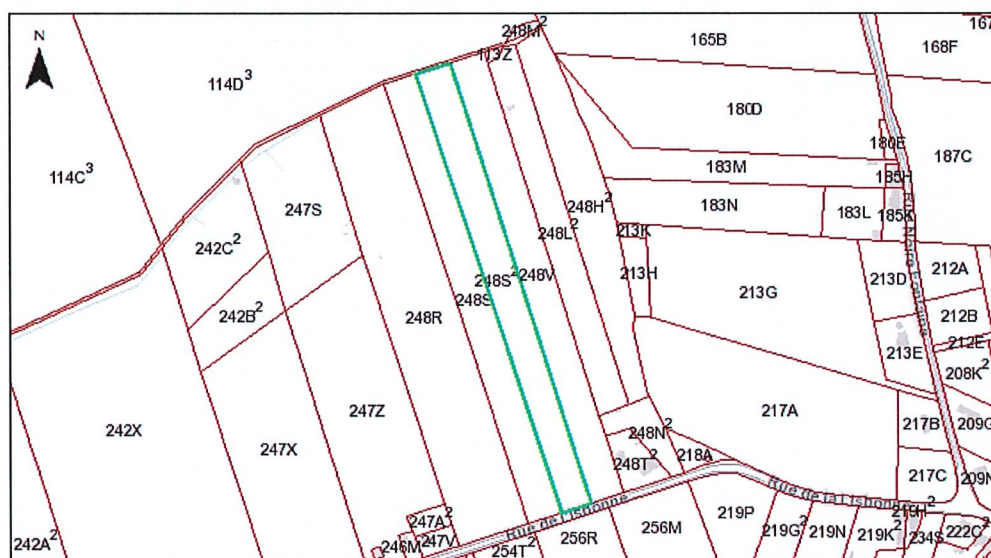 N
248M²
165B
167
168F
113Z
114D³
180D
180E
187C
114C³
183M
185H
247S
248H²
183N
183L
185K
242C²
248L²
213K
213H
213G
213D
212A
248S²
248V
248S
248R
242B²
212B
213E
212E
208K²
242X
247Z
217A
247X
248N²
217B
209G
248T²
218A
217C
209N
Rue de Lisbonne
Rue de la Lisbonne
247A²
247V
246M
242A²
254T²
256R
256M
219P
219G²
219N
219K²
219H²
234S
222C²